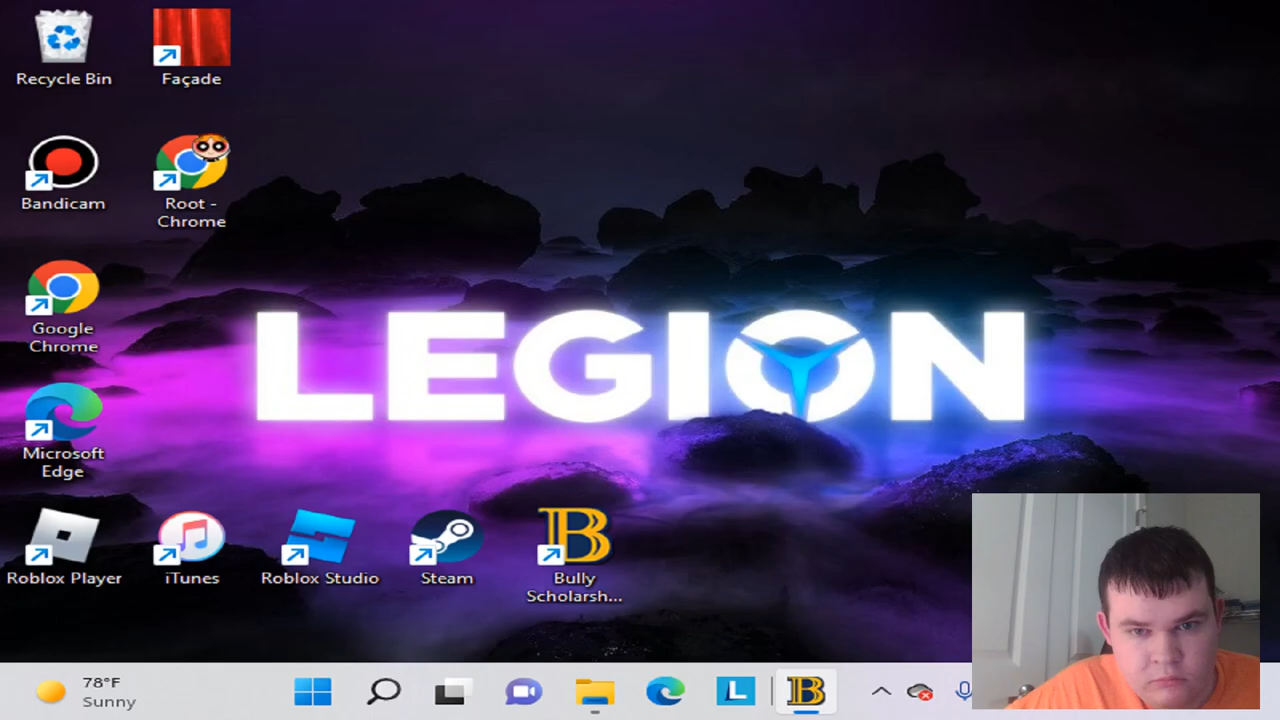 Recycle Bin
Façade
Bandicam
Root -
Chrome
Google
Chrome
LEGION
Microsoft
Edge
Roblox Player
iTunes
Roblox Studio
Steam
B
Bully
Scholarsh...
78°F
Sunny
L
B